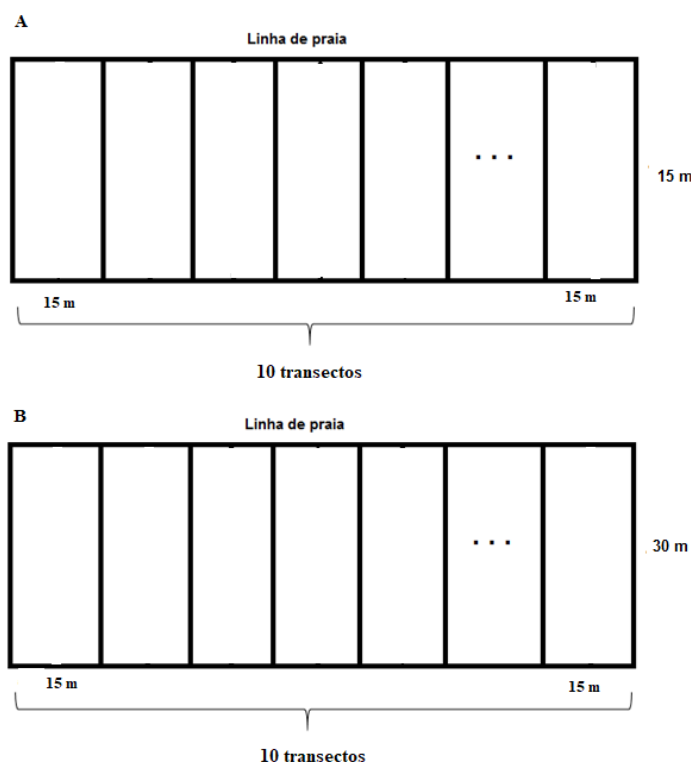 A
Linha de praia
. . .
15 m
15 m
15 m
10 transectos
B
Linha de praia
. . .
30 m
15 m
15 m
10 transectos